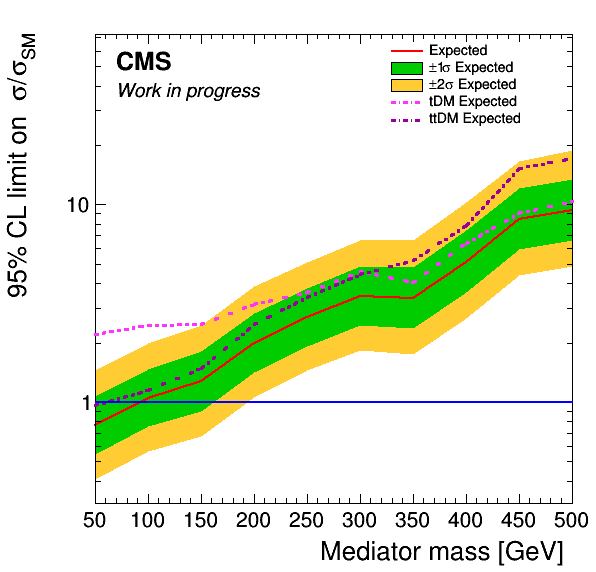 CMS
Work in progress
Expected
±1σ Expected
±2σ Expected
tDM Expected
ttDM Expected
95% CL limit on σ/σSM
10
1
50 100 150 200 250 300 350 400 450 500
Mediator mass [GeV]